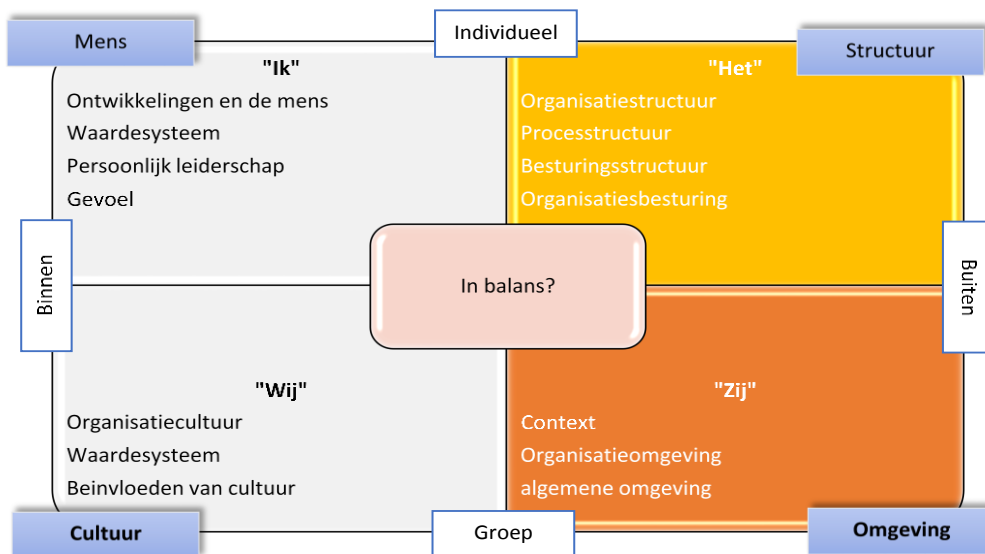 Mens
Individueel
Structuur
"Ik"
Ontwikkelingen en de mens
Waardesysteem
Persoonlijk leiderschap
Gevoel
"Het"
Organisatiestructuur
Processtructuur
Besturingsstructuur
Organisatiesbesturing
Binnen
In balans?
Buiten
"Wij"
Organisatiecultuur
Waardesysteem
Beinvloeden van cultuur
"Zij"
Context
Organisatieomgeving
algemene omgeving
Cultuur
Groep
Omgeving